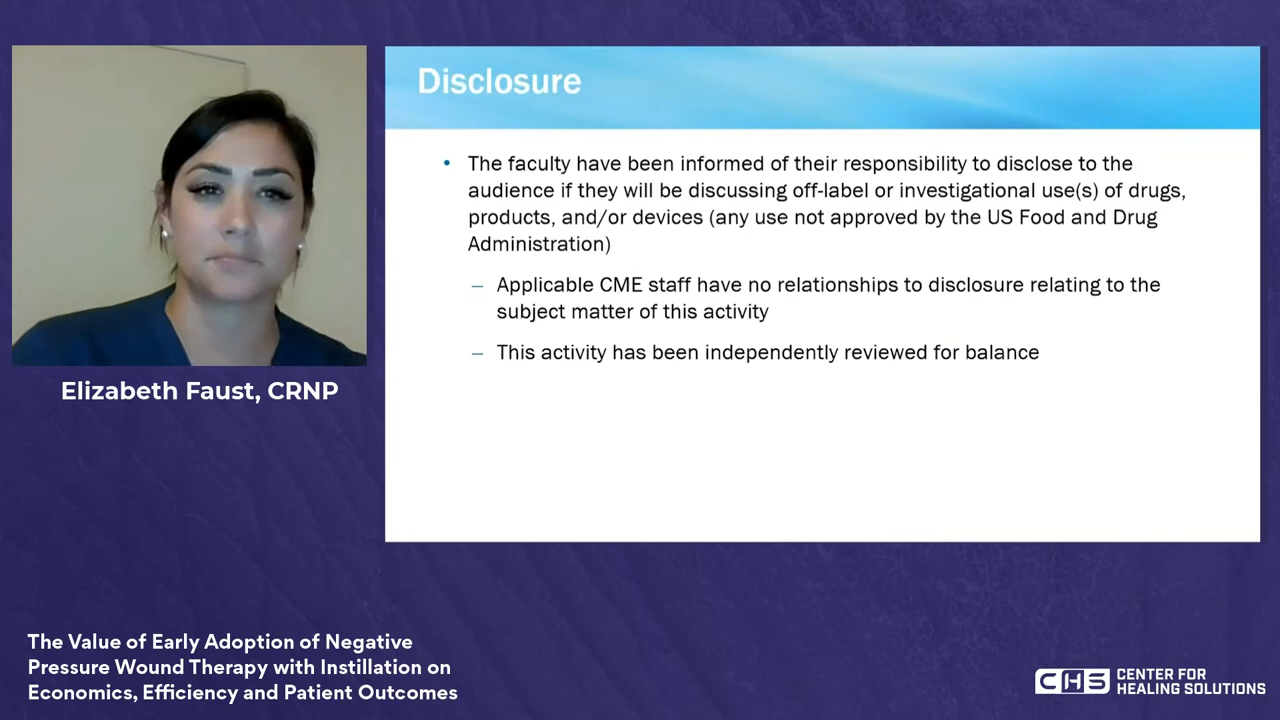 Disclosure
• The faculty have been informed of their responsibility to disclose to the
audience if they will be discussing off-label or investigational use(s) of drugs,
products, and/or devices (any use not approved by the US Food and Drug
Administration)
– Applicable CME staff have no relationships to disclosure relating to the
subject matter of this activity
– This activity has been independently reviewed for balance
Elizabeth Faust, CRNP
The Value of Early Adoption of Negative
Pressure Wound Therapy with Instillation on
Economics, Efficiency and Patient Outcomes
CHS
CENTER FOR
HEALING SOLUTIONS